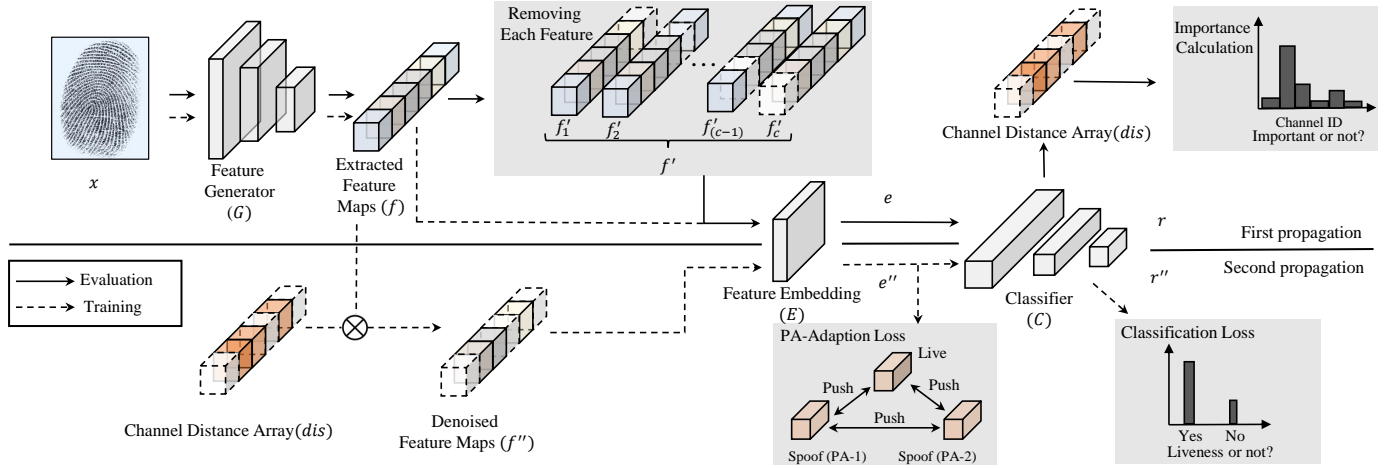 Removing
Each Feature
f′1
f′2
...
f′(c−1)
f′c
f′
x
Feature
Generator
(G)
Extracted
Feature
Maps (f)
Channel Distance Array(dis)
Importance
Calculation
Channel ID
Important or not?
e
r
First propagation
Second propagation
r′′
e′′
Feature Embedding
(E)
Classifier
(C)
Evaluation
Training
Channel Distance Array(dis)
Denoised
Feature Maps (f′′)
PA-Adaption Loss
Live
Push
Push
Push
Spoof (PA-1)
Spoof (PA-2)
Classification Loss
Yes
No
Liveness or not?